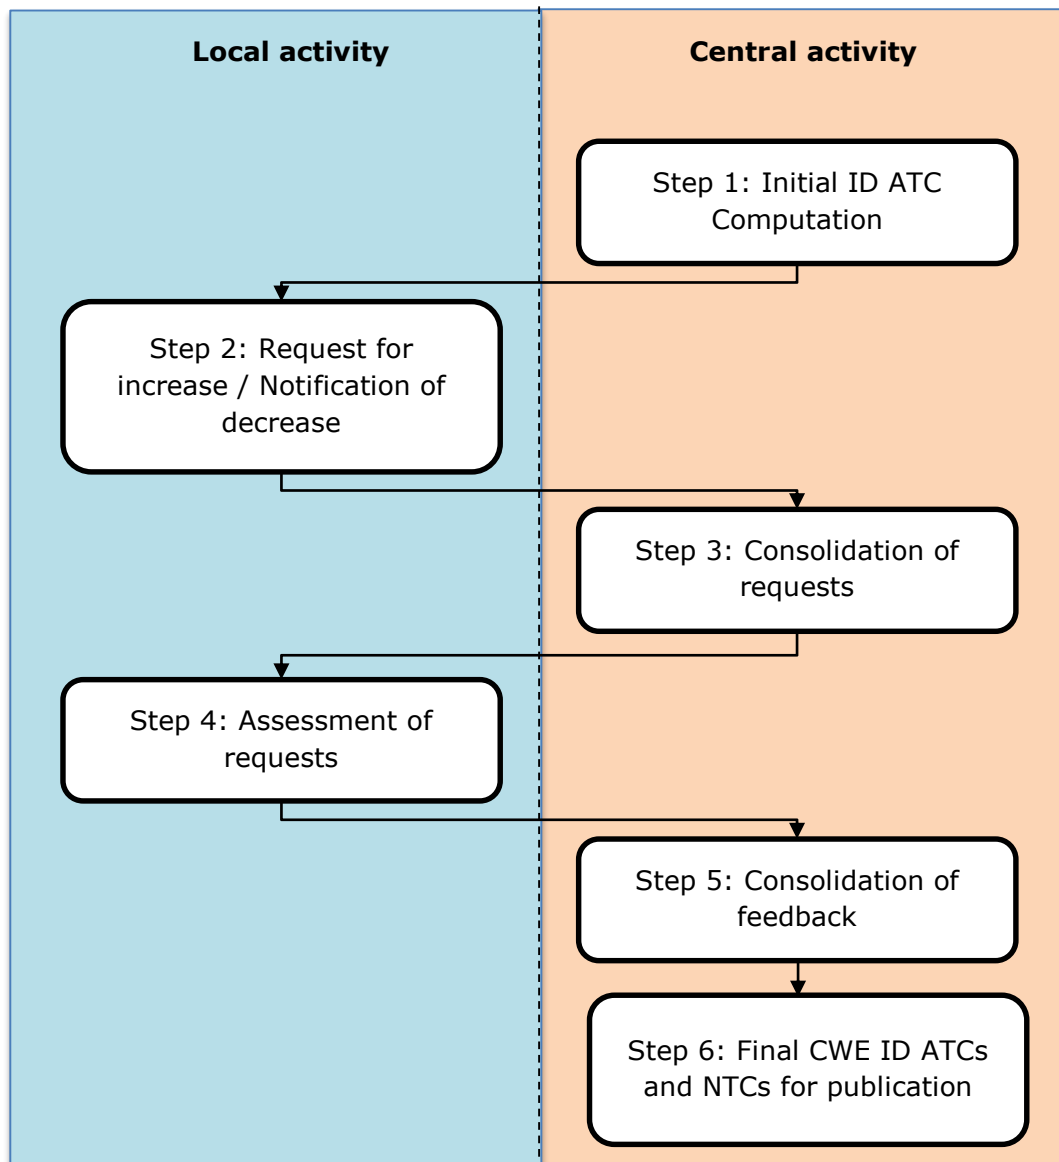 Local activity
Central activity
Step 1: Initial ID ATC
Computation
Step 2: Request for
increase / Notification of
decrease
Step 3: Consolidation of
requests
Step 4: Assessment of
requests
Step 5: Consolidation of
feedback
Step 6: Final CWE ID ATCs
and NTCs for publication